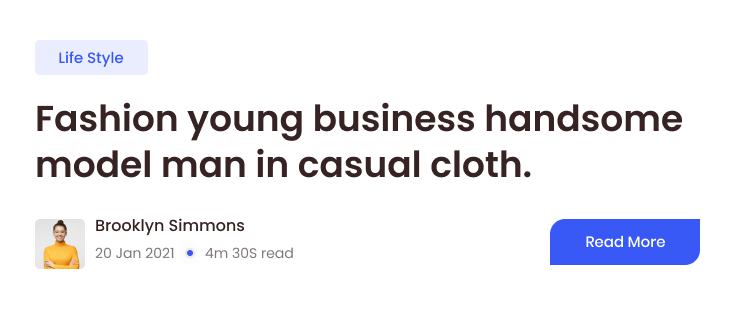 Life Style
Fashion young business handsome
model man in casual cloth.
Brooklyn Simmons
20 Jan 2021 • 4m 30S read
Read More